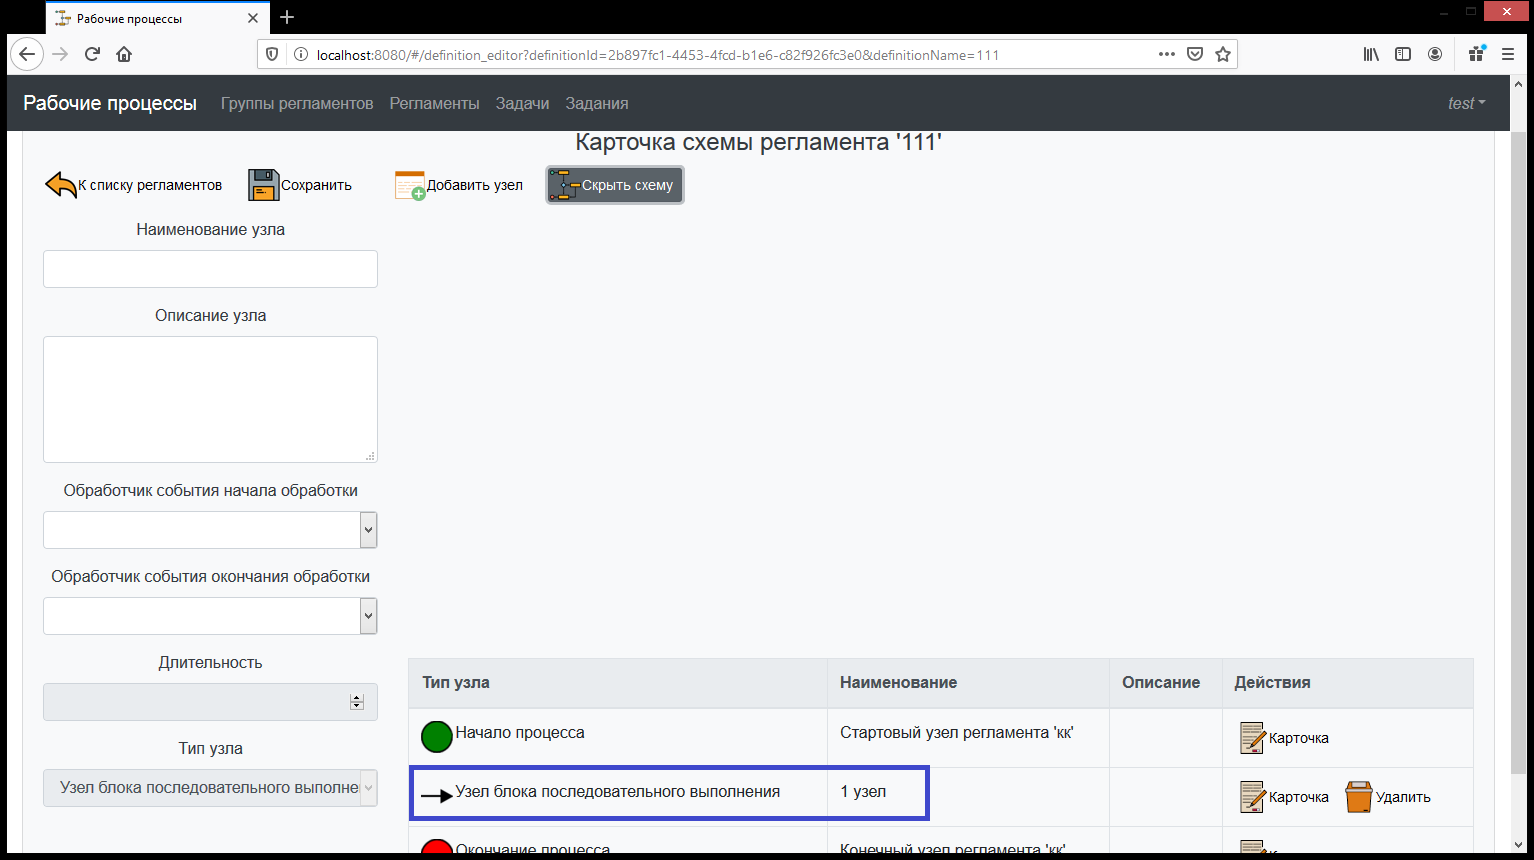 Рабочие процессы
localhost:8080/#/definition_editor?definitionId=2b897fc1-4453-4fcd-b1e6-c82f926fc3e0&definitionName=111
Рабочие процессы Группы регламентов Регламенты Задачи Задания test
Карточка схемы регламента '111'
К списку регламентов Сохранить Добавить узел Скрыть схему
Наименование узла
Описание узла
Обработчик события начала обработки
Обработчик события окончания обработки
Длительность
Тип узла
Узел блока последовательного выполне
Тип узла Наименование Описание Действия
Начало процесса Стартовый узел регламента 'кк' Карточка
Узел блока последовательного выполнения 1 узел Карточка Удалить
Окончание процесса Конечный узел регламента 'кк'